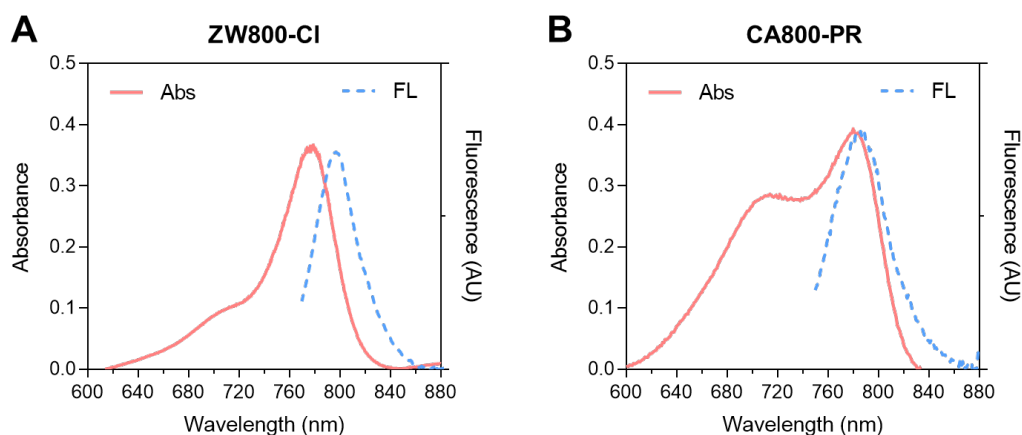 A
ZW800-CI
Abs
FL
0.5
0.4
0.3
0.2
0.1
0.0
Absorbance
Fluorescence (AU)
600 640 680 720 760 800 840 880
Wavelength (nm)
B
CA800-PR
Abs
FL
0.5
0.4
0.3
0.2
0.1
0.0
Absorbance
Fluorescence (AU)
600 640 680 720 760 800 840 880
Wavelength (nm)